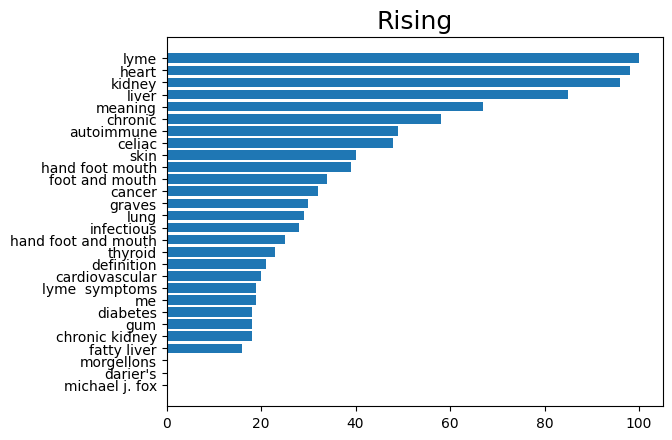 Rising
lyme
heart
kidney
liver
meaning
chronic
autoimmune
celiac
skin
hand foot mouth
foot and mouth
cancer
graves
lung
infectious
hand foot and mouth
thyroid
definition
cardiovascular
lyme  symptoms
me
diabetes
gum
chronic kidney
fatty liver
morgellons
darier's
michael j. fox
0 20 40 60 80 100